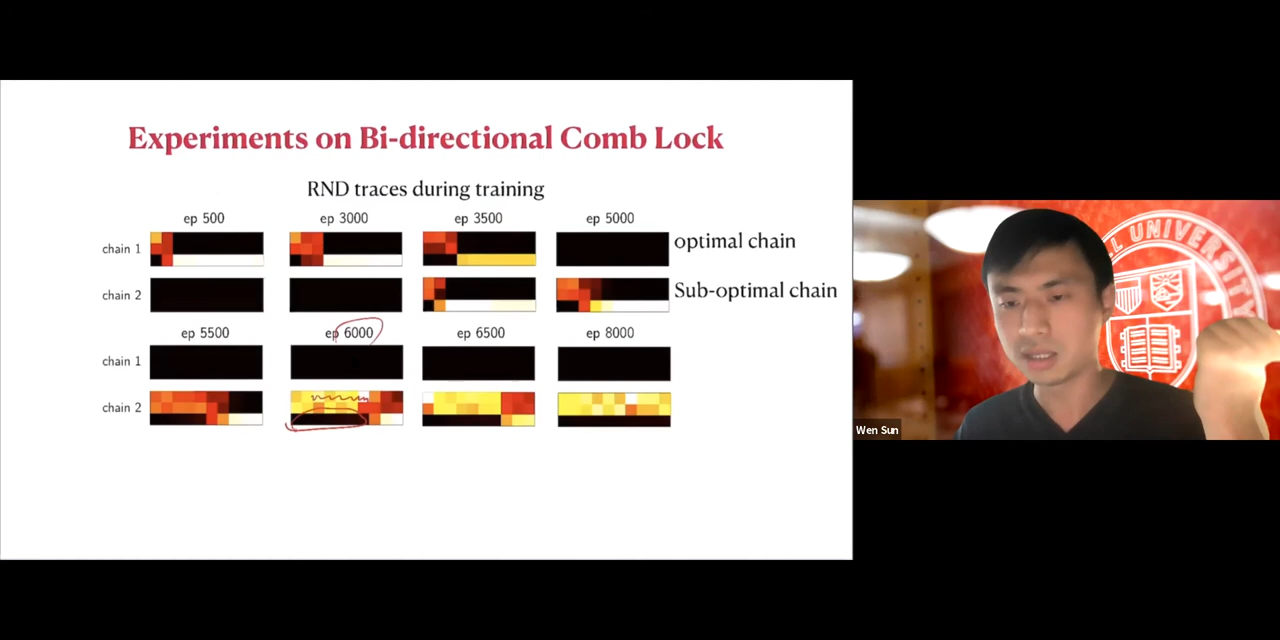 Experiments on Bi-directional Comb Lock
RND traces during training
ep 500 ep 3000 ep 3500 ep 5000
chain 1 optimal chain
chain 2 Sub-optimal chain
ep 5500 ep 6000 ep 6500 ep 8000
chain 1
chain 2
LL UNIVERSITY
Wen Sun